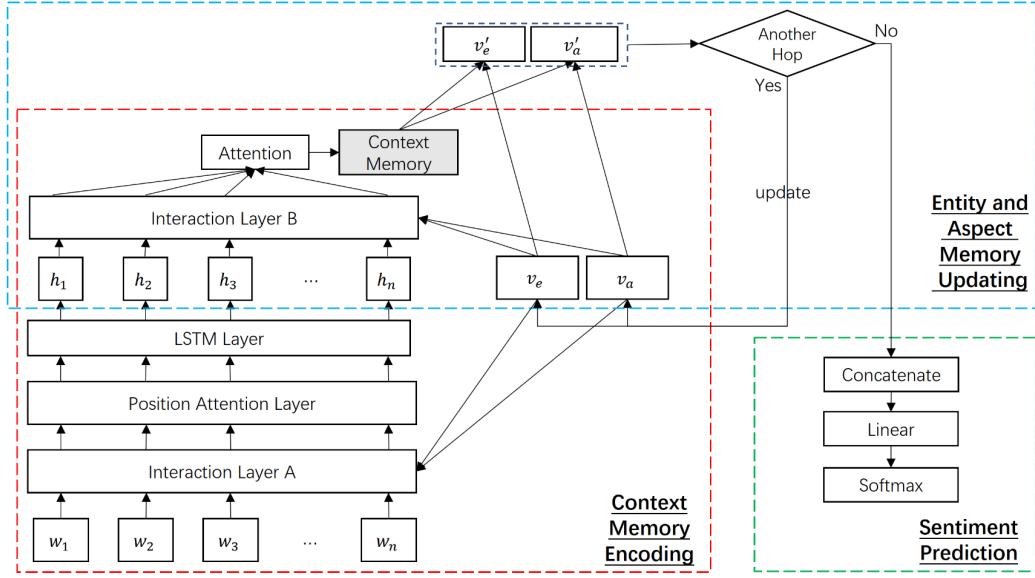 v′ₑ v′ₐ
Another
Hop
No
Yes
Attention
Context
Memory
update
Interaction Layer B
Entity and
Aspect
Memory
Updating
h₁ h₂ h₃ ... hₙ
vₑ vₐ
LSTM Layer
Position Attention Layer
Interaction Layer A
w₁ w₂ w₃ ... wₙ
Context
Memory
Encoding
Concatenate
Linear
Softmax
Sentiment
Prediction